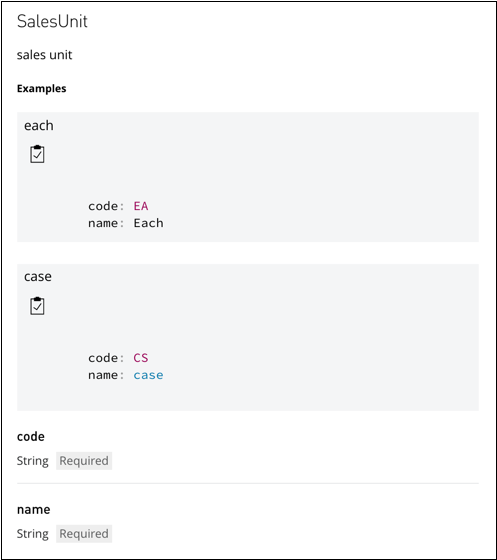 SalesUnit
sales unit
Examples
each
code: EA
name: Each
case
code: CS
name: case
code
String Required
name
String Required